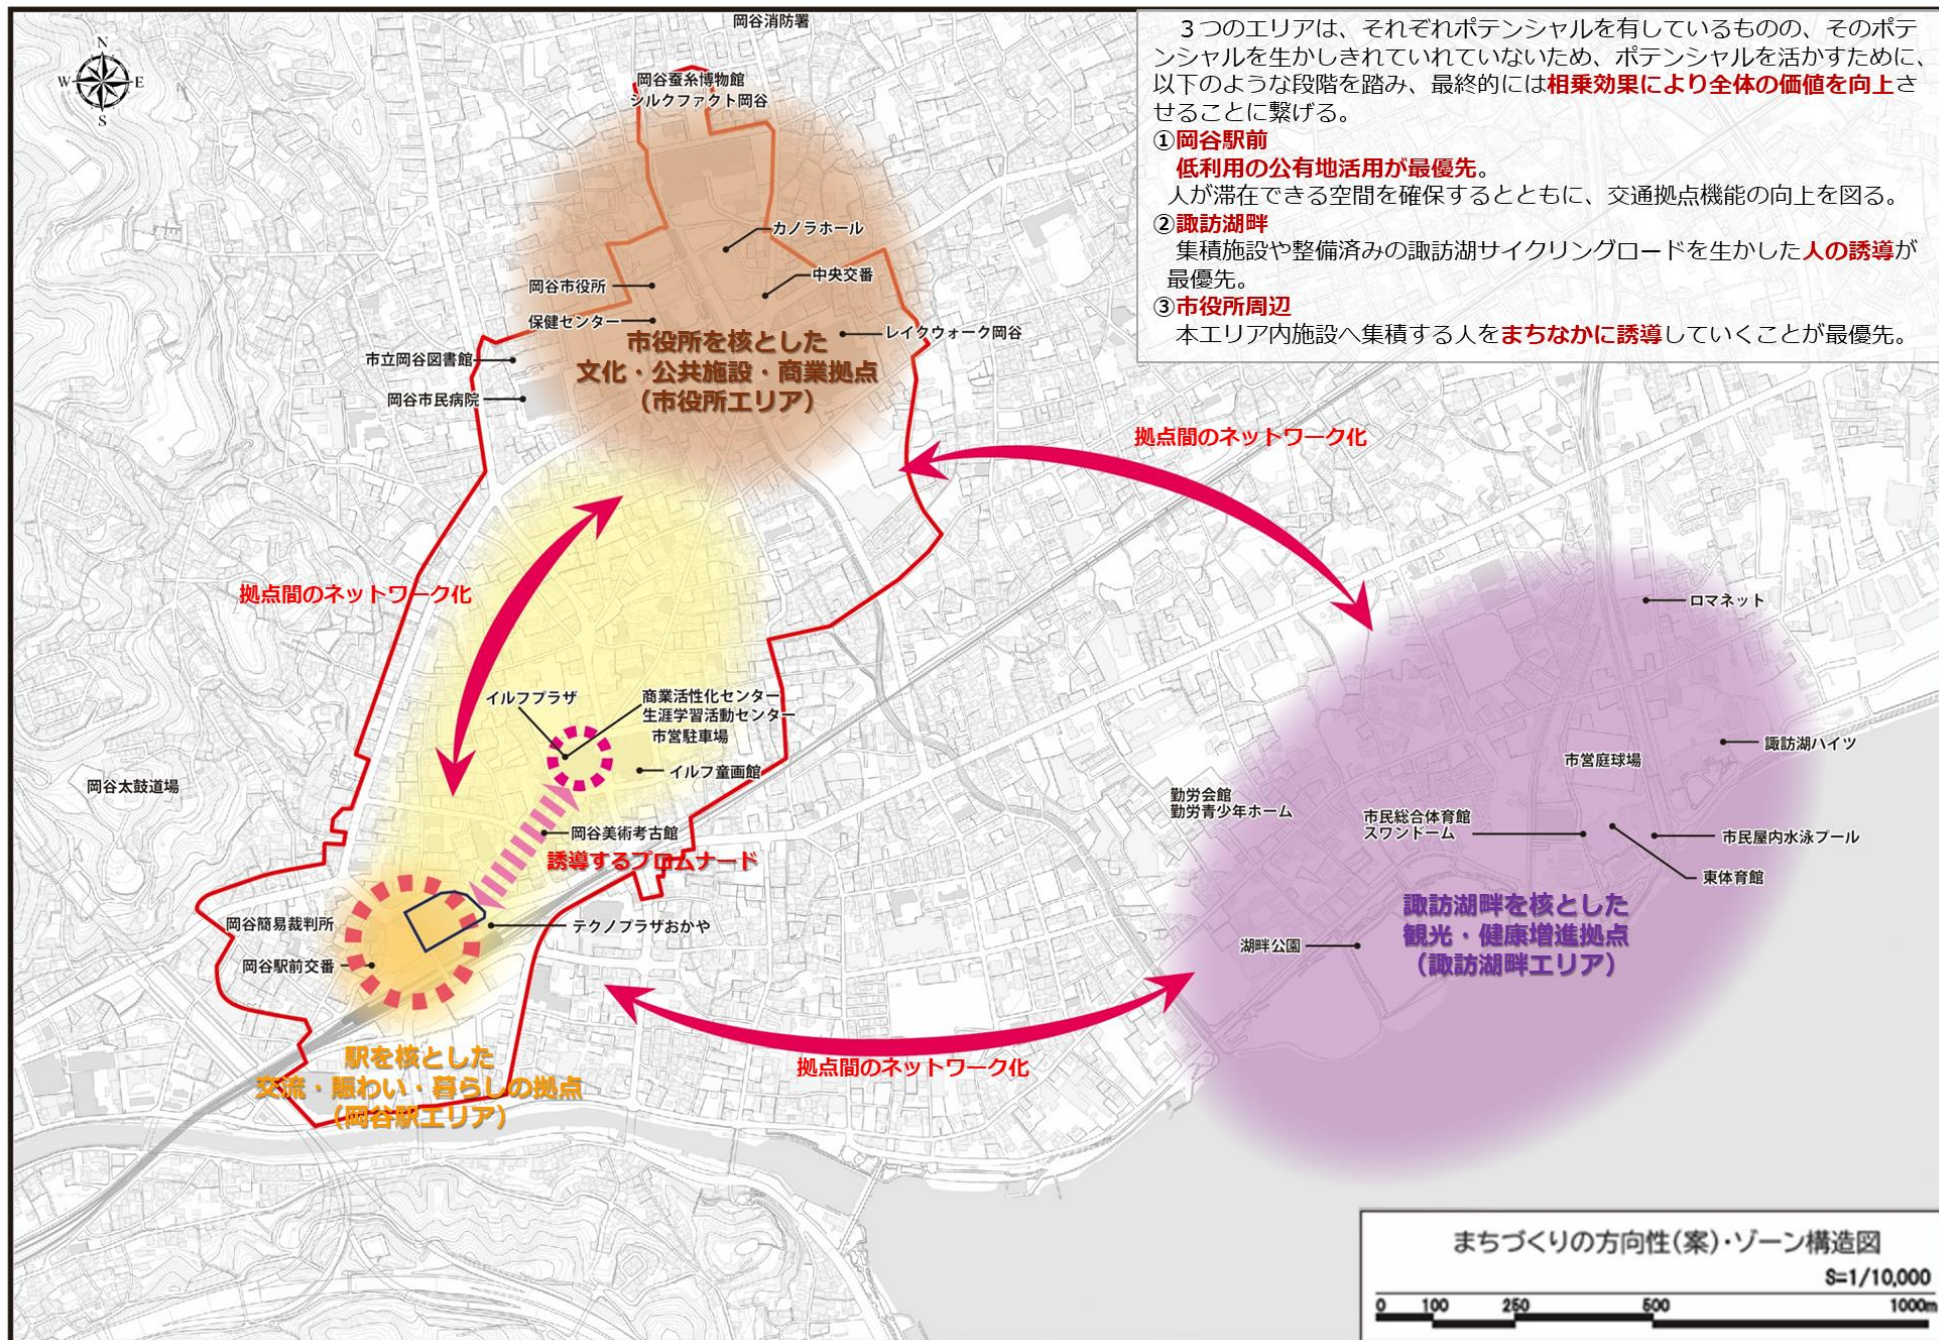 岡谷消防署
N
W
E
S
岡谷蚕糸博物館
シルクファクト岡谷
３つのエリアは、それぞれポテンシャルを有しているものの、そのポテ
ンシャルを生かしきれていれていないため、ポテンシャルを活かすために、
以下のような段階を踏み、最終的には相乗効果により全体の価値を向上さ
せることに繋げる。
①岡谷駅前
低利用の公有地活用が最優先。
人が滞在できる空間を確保するとともに、交通拠点機能の向上を図る。
②諏訪湖畔
集積施設や整備済みの諏訪湖サイクリングロードを生かした人の誘導が
最優先。
③市役所周辺
本エリア内施設へ集積する人をまちなかに誘導していくことが最優先。
カノラホール
中央交番
岡谷市役所
保健センター
レイクウォーク岡谷
市立岡谷図書館
岡谷市民病院
市役所を核とした
文化・公共施設・商業拠点
（市役所エリア）
拠点間のネットワーク化
拠点間のネットワーク化
ロマネット
イルフプラザ
商業活性化センター
生涯学習活動センター
市営駐車場
イルフ童画館
岡谷太鼓道場
岡谷美術考古館
誘導するプロムナード
諏訪湖ハイツ
市営庭球場
勤労会館
勤労青少年ホーム
市民総合体育館
スワンドーム
市民屋内水泳プール
東体育館
岡谷簡易裁判所
テクノプラザおかや
岡谷駅前交番
湖畔公園
諏訪湖畔を核とした
観光・健康増進拠点
（諏訪湖畔エリア）
駅を核とした
交流・賑わい・暮らしの拠点
（岡谷駅エリア）
拠点間のネットワーク化
まちづくりの方向性(案)・ゾーン構造図
S=1/10,000
0 100 250 500 1000m